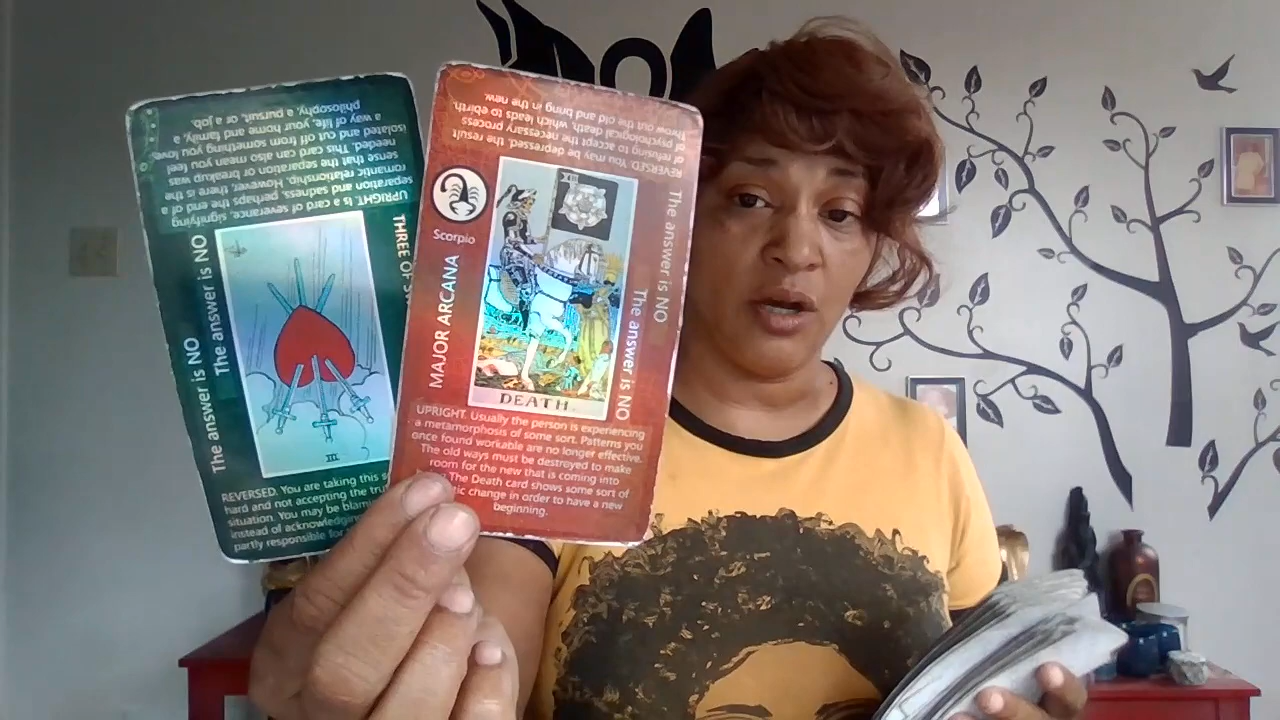 UPRIGHT. Is a card of severance, signifying
separation and sadness, perhaps the end of a
romantic relationship. However, there is the
sense that the separation or breakup was
needed. This card can also mean you feel
isolated and cut off from something you love,
a way of life, your home and family, a
philosophy, a pursuit, or a job.
THREE OF
The answer is NO
The answer is NO
III
REVERSED. You are taking this
hard and not accepting the
situation. You may be
instead of
partly responsible for
REVERSED. You may be depressed, the result
of refusing to accept the necessary process
of psychological death, which leads to ebirth.
Throw out the old and bring in the new.
Scorpio
MAJOR ARCANA
The answer is NO
The answer is NO
XIII
DEATH.
UPRIGHT. Usually the person is experiencing
a metamorphosis of some sort. Patterns you
once found workable are no longer effective.
The old ways must be destroyed to make
room for the new that is coming into
The Death card shows some sort of
change in order to have a new
beginning.